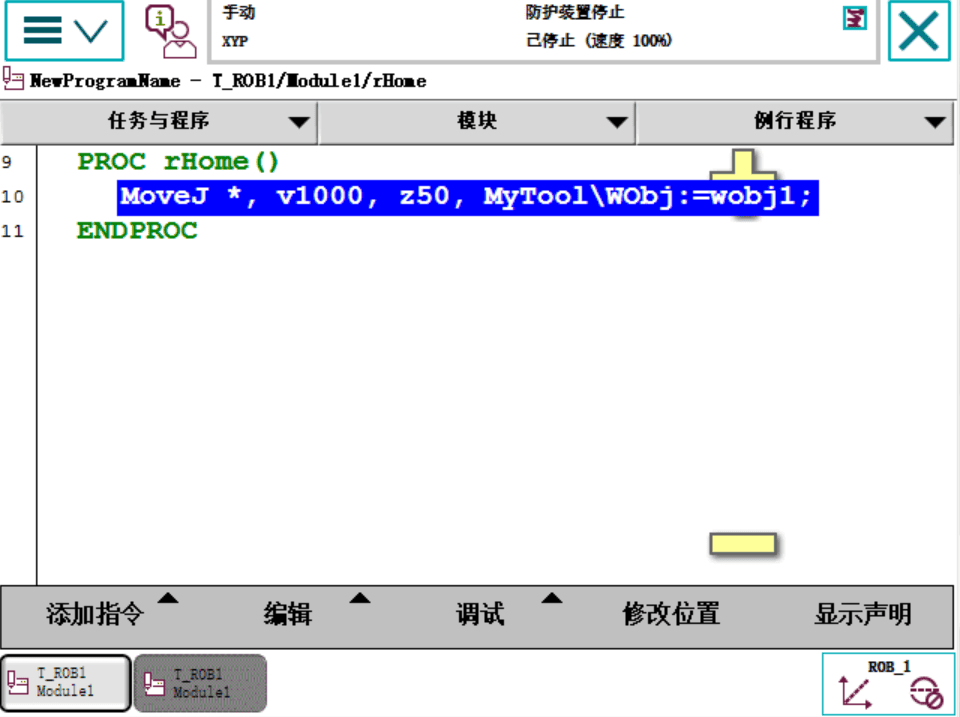 手动
XYP
防护装置停止
己停止 (速度 100%)
NewProgramName - T_ROB1/Module1/rHome
任务与程序
模块
例行程序
9 PROC rHome()
10 MoveJ *, v1000, z50, MyTool\WObj:=wobj1;
11 ENDPROC
添加指令
编辑
调试
修改位置
显示声明
T_ROB1
Module1
T_ROB1
Module1
ROB_1